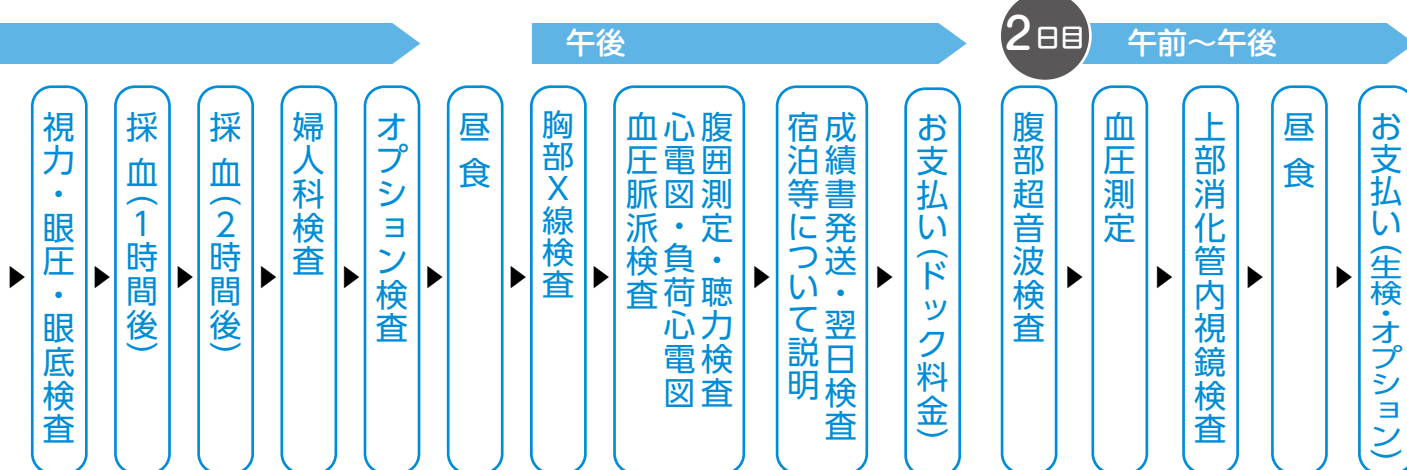 午後
2日目
午前～午後
視力・眼圧・眼底検査
採血(1時間後)
採血(2時間後)
婦人科検査
オプション検査
昼食
胸部X線検査
腹囲測定・聴力検査
心電図・負荷心電図
血圧脈派検査
成績書発送・翌日検査
宿泊等について説明
お支払い(ドック料金)
腹部超音波検査
血圧測定
上部消化管内視鏡検査
昼食
お支払い(生検・オプション)